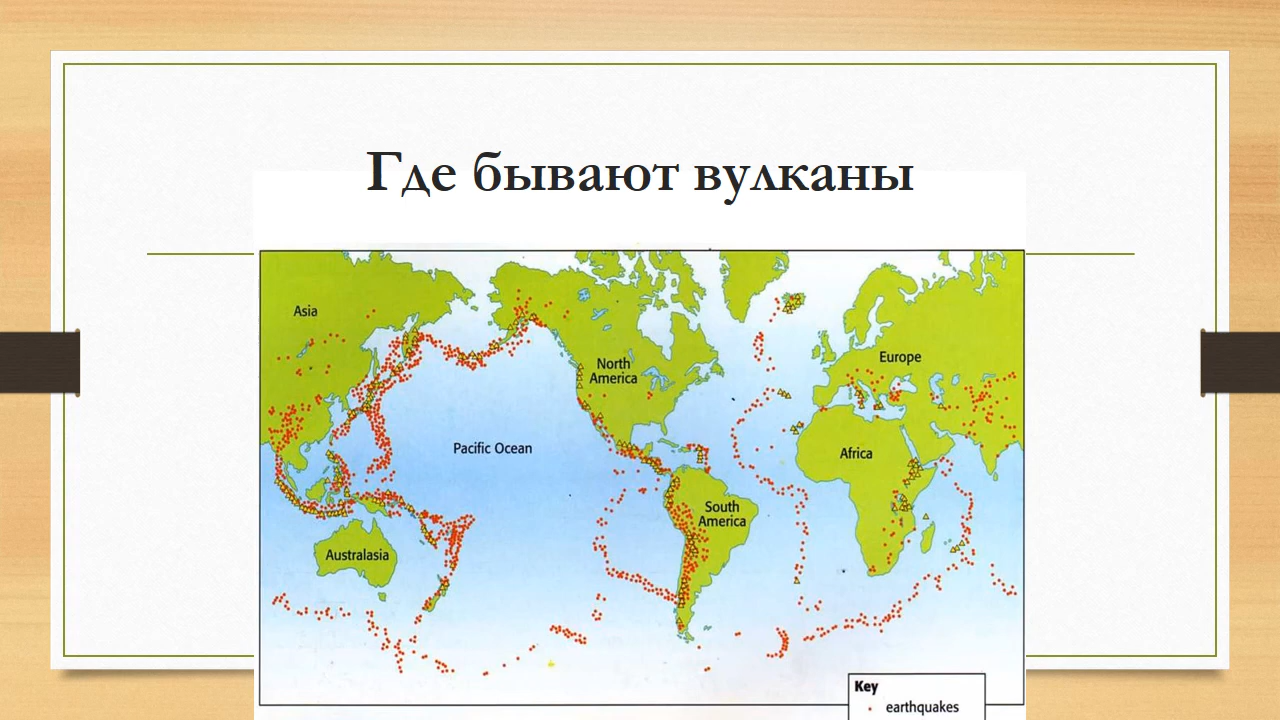 Где бывают вулканы
Asia
North
America
Europe
Pacific Ocean
Africa
South
America
Australasia
Key
earthquakes